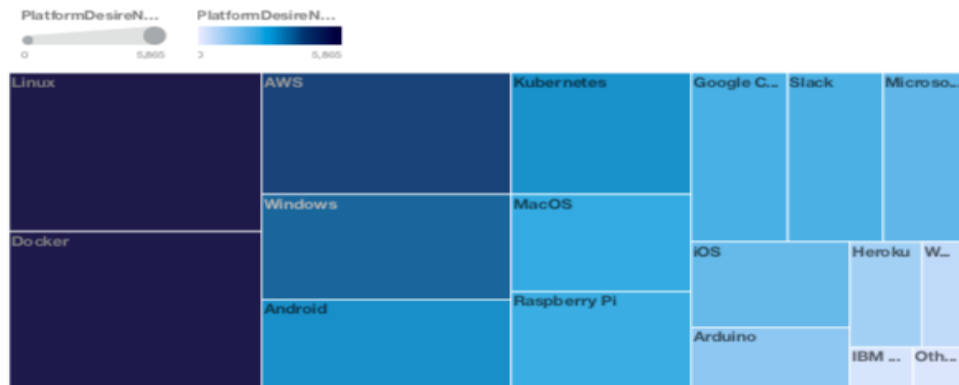 PlatformDesireN...
PlatformDesireN...
0
5,865
0
5,865
Linux
AWS
Kubernetes
Google C...
Slack
Microso...
Windows
MacOS
Docker
iOS
Heroku
W...
Raspberry Pi
Android
Arduino
IBM ...
Oth...